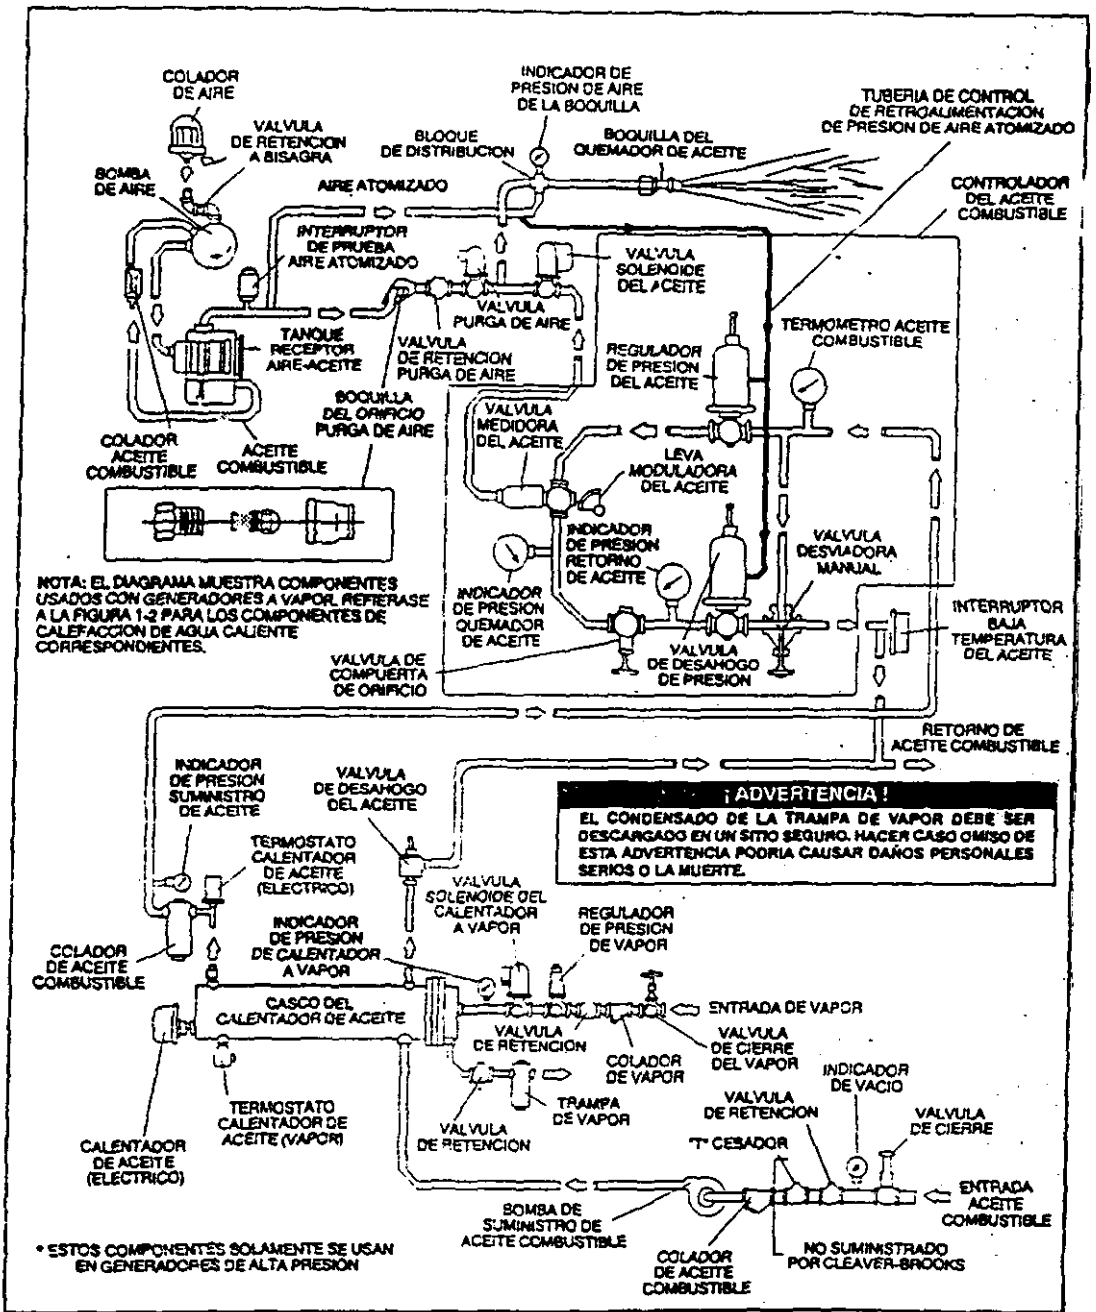 COLADOR
DE AIRE
VALVULA
DE RETENCION
A BISAGRA
BOMBA
DE AIRE
INDICADOR DE
PRESION DE AIRE
DE LA BOQUILLA
BLOQUE
DE DISTRIBUCION
BOQUILLA DEL
QUEMADOR DE ACEITE
TUBERIA DE CONTROL
DE RETROALIMENTACION
DE PRESION DE AIRE ATOMIZADO
AIRE ATOMIZADO
CONTROLADOR
DEL ACEITE
COMBUSTIBLE
INTERRUPTOR
DE PRUEBA
AIRE ATOMIZADO
VALVULA
SOLENOIDE
DEL ACEITE
VALVULA
PURGA DE AIRE
TANQUE
RECEPTOR
AIRE-ACEITE
VALVULA
DE RETENCION
PURGA DE AIRE
REGULADOR
DE PRESION
DEL ACEITE
TERMOMETRO ACEITE
COMBUSTIBLE
BOQUILLA
DEL ORIFICIO
PURGA DE AIRE
VALVULA
MEDIDORA
DEL ACEITE
COLADOR
ACEITE
COMBUSTIBLE
ACEITE
COMBUSTIBLE
LEVA
MODULADORA
DEL ACEITE
INDICADOR
DE PRESION
RETORNO
DE ACEITE
VALVULA
DESVIADORA
MANUAL
NOTA: EL DIAGRAMA MUESTRA COMPONENTES
USADOS CON GENERADORES A VAPOR. REFIERASE
A LA FIGURA 1-2 PARA LOS COMPONENTES DE
CALEFACCION DE AGUA CALIENTE
CORRESPONDIENTES.
INDICADOR
DE PRESION
QUEMADOR
DE ACEITE
INTERRUPTOR
BAJA
TEMPERATURA
DEL ACEITE
VALVULA DE
COMPUERTA
DE ORIFICIO
VALVULA
DE DESAHOGO
DE PRESION
RETORNO DE
ACEITE COMBUSTIBLE
INDICADOR
DE PRESION
SUMINISTRO
DE ACEITE
VALVULA
DE DESAHOGO
DEL ACEITE
¡ ADVERTENCIA !
EL CONDENSADO DE LA TRAMPA DE VAPOR DEBE SER
DESCARGADO EN UN SITIO SEGURO. HACER CASO OMISO DE
ESTA ADVERTENCIA PODRIA CAUSAR DAÑOS PERSONALES
SERIOS O LA MUERTE.
TERMOSTATO
CALENTADOR
DE ACEITE
(ELECTRICO)
VALVULA
SOLENOIDE DEL
CALENTADOR
A VAPOR
REGULADOR
DE PRESION
DE VAPOR
INDICADOR
DE PRESION
DE CALENTADOR
A VAPOR
COLADOR
DE ACEITE
COMBUSTIBLE
CASCO DEL
CALENTADOR DE ACEITE
ENTRADA DE VAPOR
VALVULA
DE RETENCION
COLADOR
DE VAPOR
VALVULA
DE CIERRE
DEL VAPOR
INDICADOR
DE VACIO
TERMOSTATO
CALENTADOR DE
ACEITE (VAPOR)
TRAMPA
DE VAPOR
VALVULA
DE RETENCION
VALVULA
DE RETENCION
VALVULA
DE CIERRE
CALENTADOR
DE ACEITE
(ELECTRICO)
"T" CEBADOR
ENTRADA
ACEITE
COMBUSTIBLE
BOMBA DE
SUMINISTRO DE
ACEITE COMBUSTIBLE
COLADOR
DE ACEITE
COMBUSTIBLE
NO SUMINISTRADO
POR CLEAVER-BROOKS
* ESTOS COMPONENTES SOLAMENTE SE USAN
EN GENERADORES DE ALTA PRESION